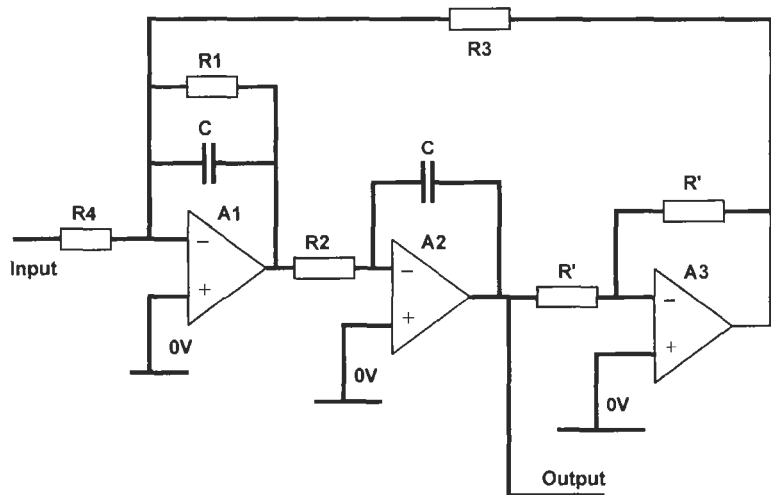 R3
R1
C
C
R'
R4
A1
A2
A3
R2
R'
Input
−
+
−
+
−
+
0V
0V
0V
Output